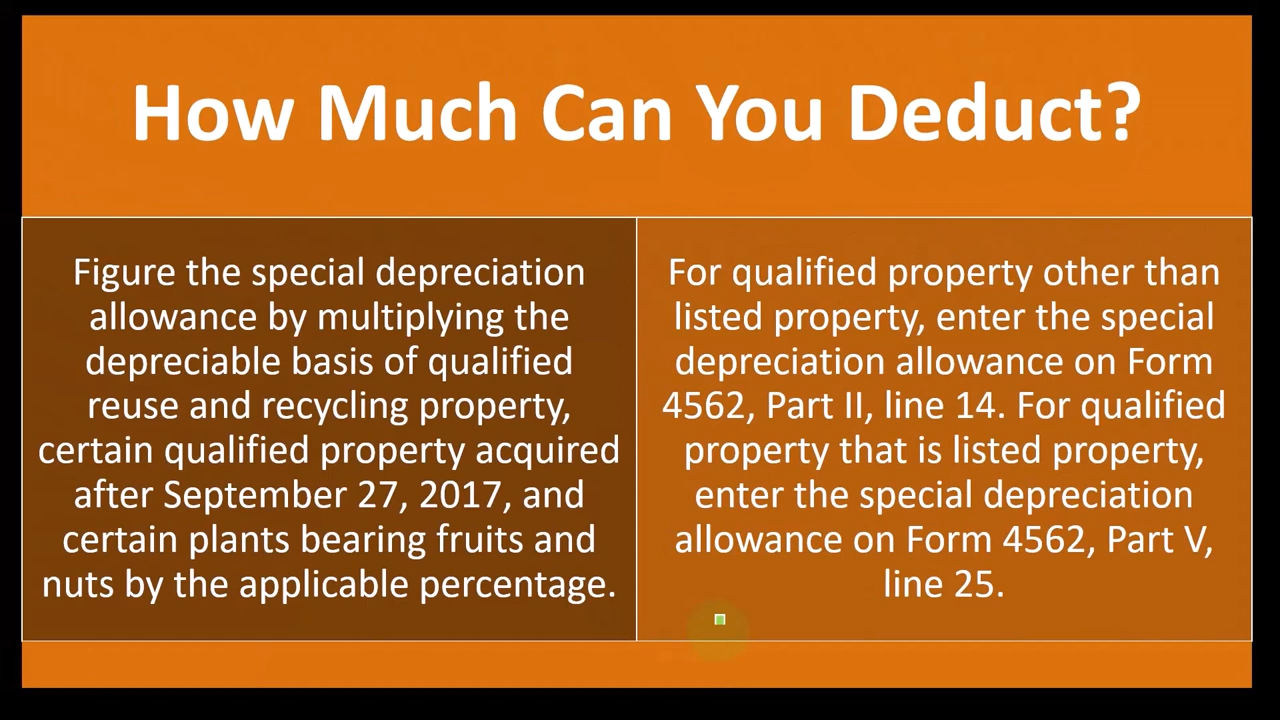 How Much Can You Deduct?
Figure the special depreciation
allowance by multiplying the
depreciable basis of qualified
reuse and recycling property,
certain qualified property acquired
after September 27, 2017, and
certain plants bearing fruits and
nuts by the applicable percentage.
For qualified property other than
listed property, enter the special
depreciation allowance on Form
4562, Part II, line 14. For qualified
property that is listed property,
enter the special depreciation
allowance on Form 4562, Part V,
line 25.